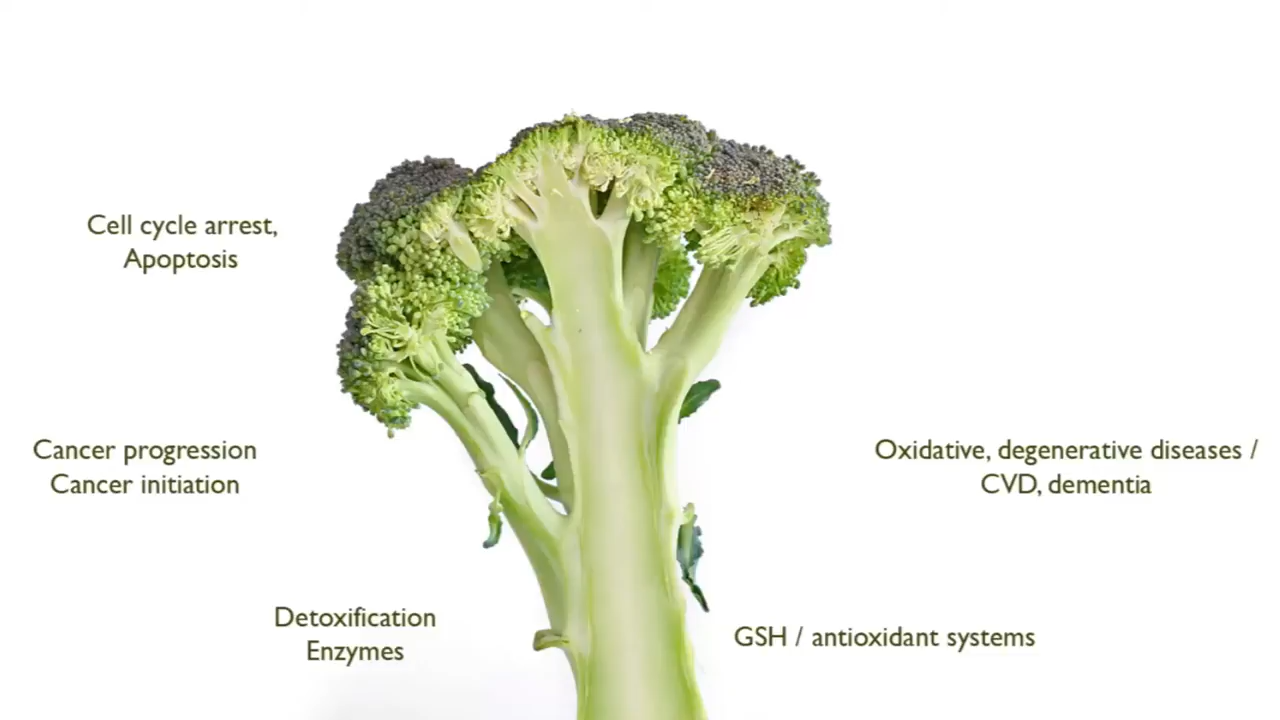 Cell cycle arrest,
Apoptosis
Cancer progression
Cancer initiation
Oxidative, degenerative diseases /
CVD, dementia
Detoxification
Enzymes
GSH / antioxidant systems